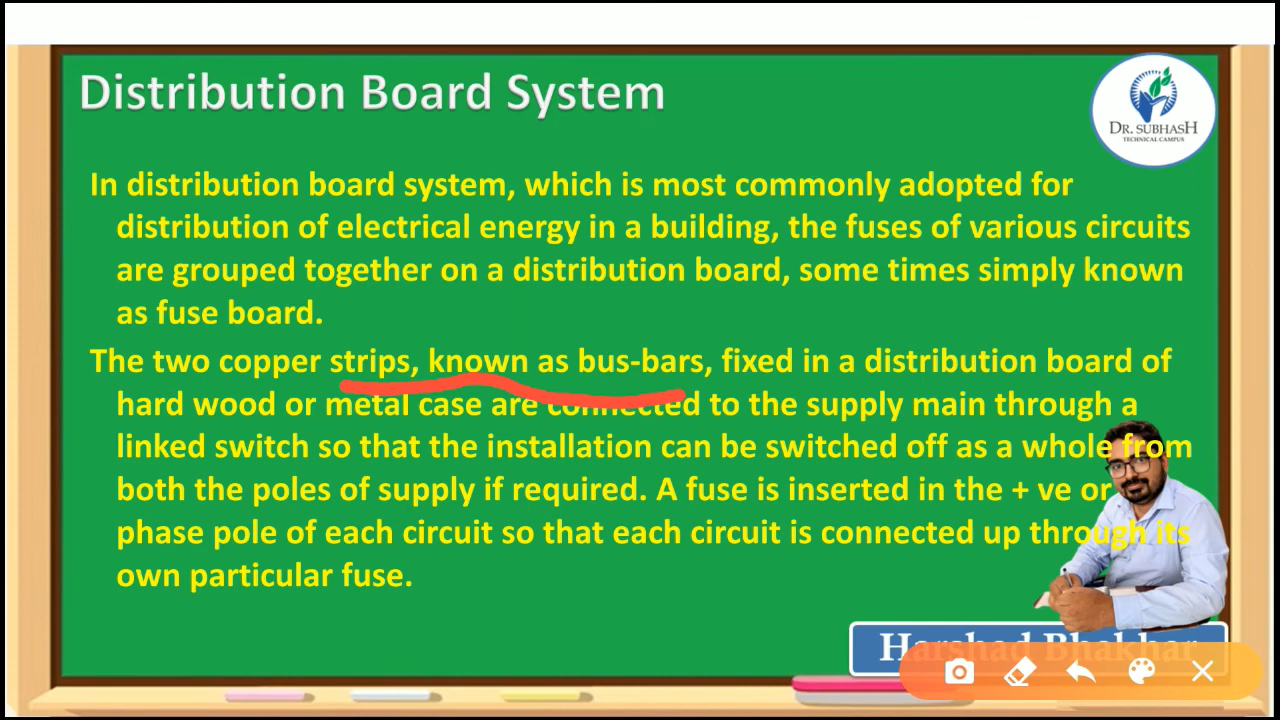 Distribution Board System
DR. SUBHASH
TECHNICAL CAMPUS
In distribution board system, which is most commonly adopted for
distribution of electrical energy in a building, the fuses of various circuits
are grouped together on a distribution board, some times simply known
as fuse board.
The two copper strips, known as bus-bars, fixed in a distribution board of
hard wood or metal case are connected to the supply main through a
linked switch so that the installation can be switched off as a whole from
both the poles of supply if required. A fuse is inserted in the + ve or
phase pole of each circuit so that each circuit is connected up through its
own particular fuse.
Harshad Bhakhar